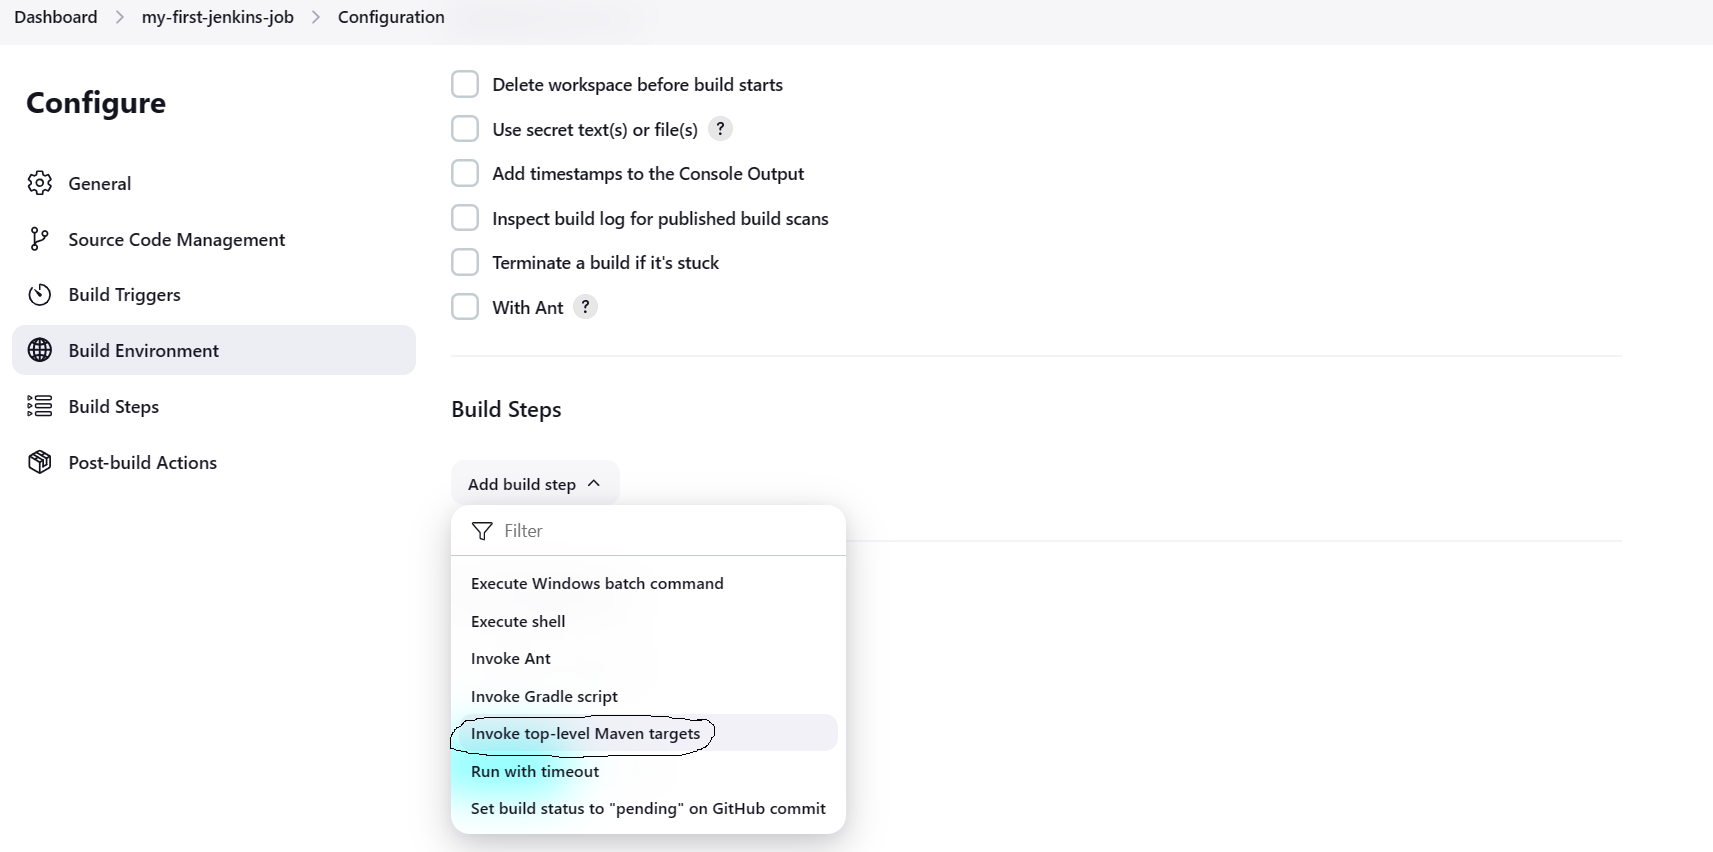 Dashboard > my-first-jenkins-job > Configuration
Configure
General
Source Code Management
Build Triggers
Build Environment
Build Steps
Post-build Actions
Delete workspace before build starts
Use secret text(s) or file(s) ?
Add timestamps to the Console Output
Inspect build log for published build scans
Terminate a build if it's stuck
With Ant ?
Build Steps
Add build step
Filter
Execute Windows batch command
Execute shell
Invoke Ant
Invoke Gradle script
Invoke top-level Maven targets
Run with timeout
Set build status to "pending" on GitHub commit